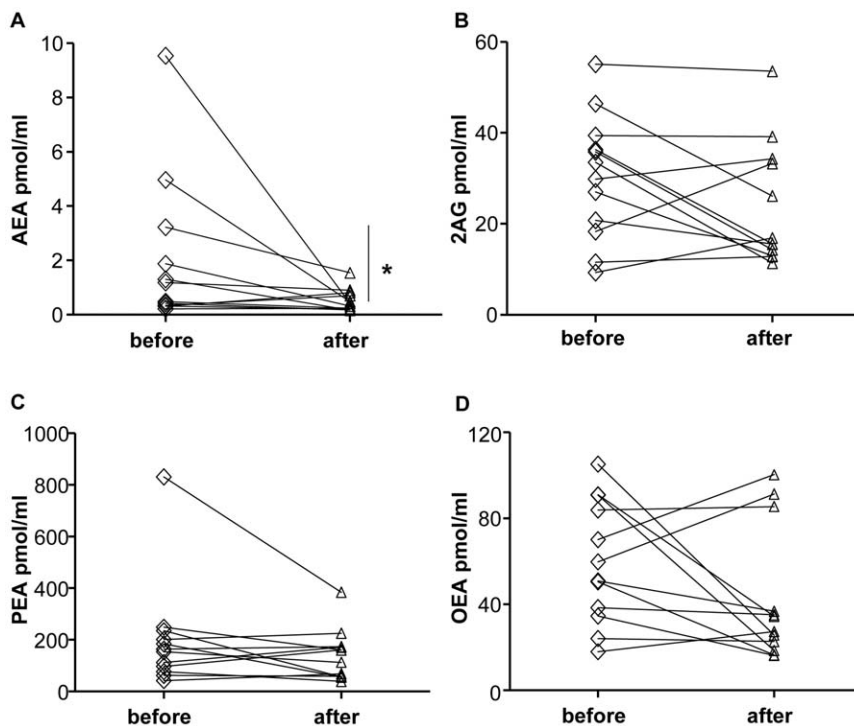 A
AEA pmol/ml
10
8
6
4
2
0
*
before after
B
2AG pmol/ml
60
40
20
0
before after
C
PEA pmol/ml
1000
800
600
400
200
0
before after
D
OEA pmol/ml
120
80
40
0
before after